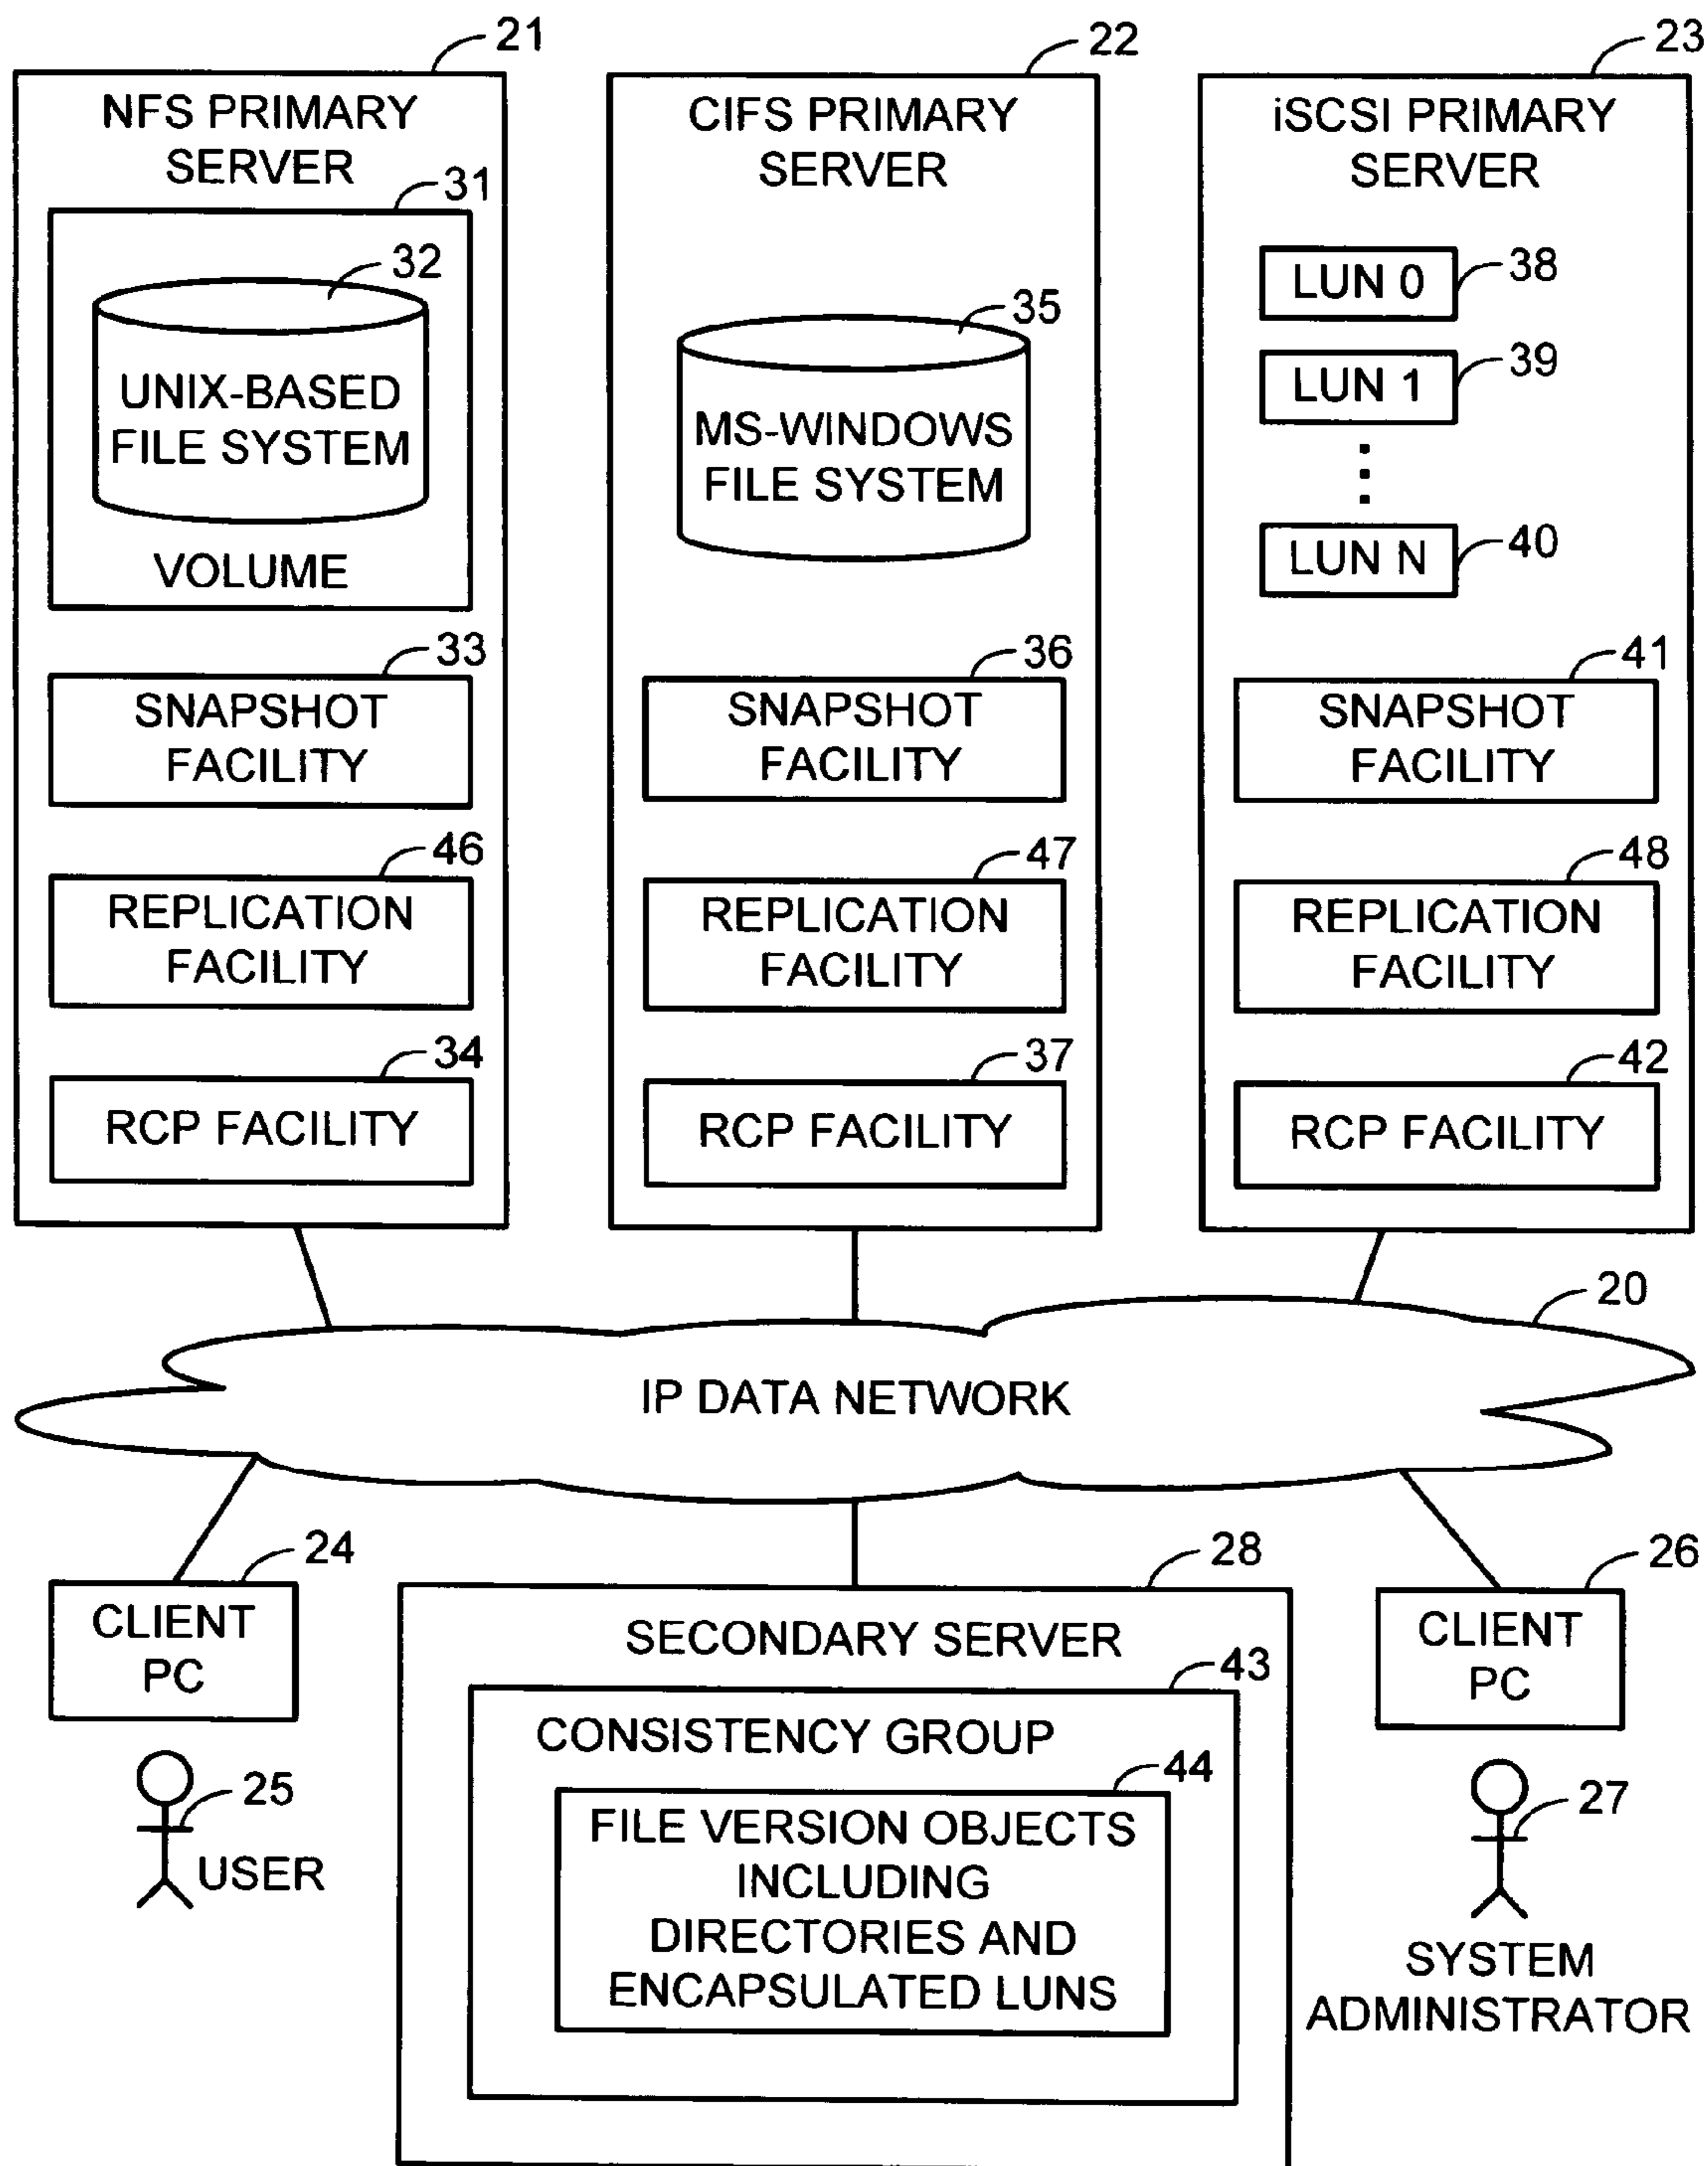 21
NFS PRIMARY
SERVER
31
32
UNIX-BASED
FILE SYSTEM
VOLUME
33
SNAPSHOT
FACILITY
46
REPLICATION
FACILITY
34
RCP FACILITY
22
CIFS PRIMARY
SERVER
35
MS-WINDOWS
FILE SYSTEM
36
SNAPSHOT
FACILITY
47
REPLICATION
FACILITY
37
RCP FACILITY
23
iSCSI PRIMARY
SERVER
LUN 0
38
LUN 1
39
LUN N
40
41
SNAPSHOT
FACILITY
48
REPLICATION
FACILITY
42
RCP FACILITY
20
IP DATA NETWORK
24
CLIENT
PC
25
USER
28
SECONDARY SERVER
43
CONSISTENCY GROUP
44
FILE VERSION OBJECTS
INCLUDING
DIRECTORIES AND
ENCAPSULATED LUNS
26
CLIENT
PC
27
SYSTEM
ADMINISTRATOR